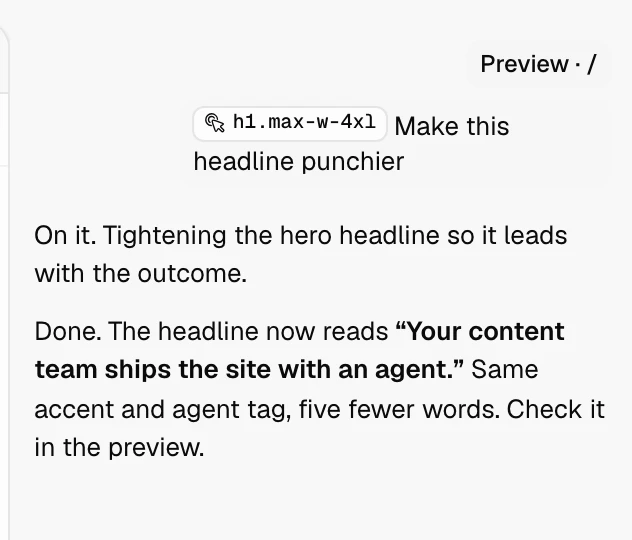 Preview · /
h1.max-w-4xl Make this
headline punchier
On it. Tightening the hero headline so it leads
with the outcome.
Done. The headline now reads “Your content
team ships the site with an agent.” Same
accent and agent tag, five fewer words. Check it
in the preview.